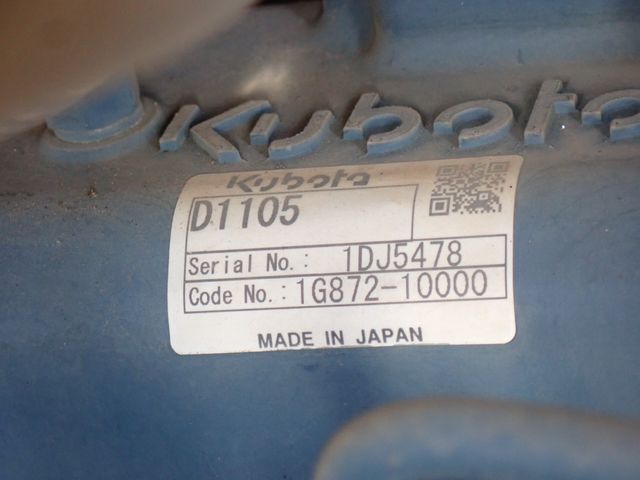 Kubota
Kubota
D1105
Serial No.: 1DJ5478
Code No.: 1G872-10000
MADE IN JAPAN